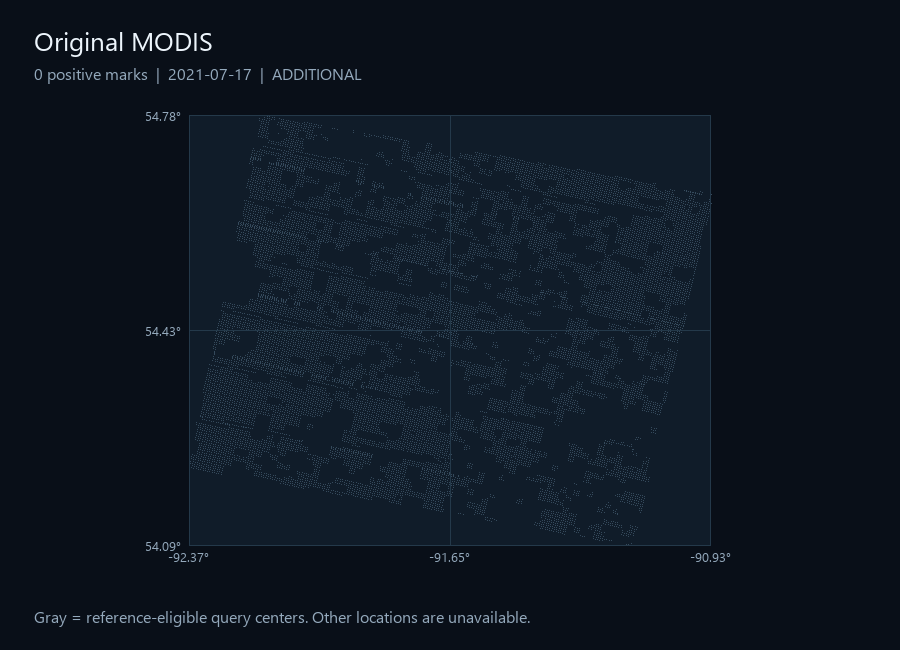 Original MODIS
0 positive marks | 2021-07-17 | ADDITIONAL
54.78°
54.43°
54.09°
-92.37°
-91.65°
-90.93°
Gray = reference-eligible query centers. Other locations are unavailable.